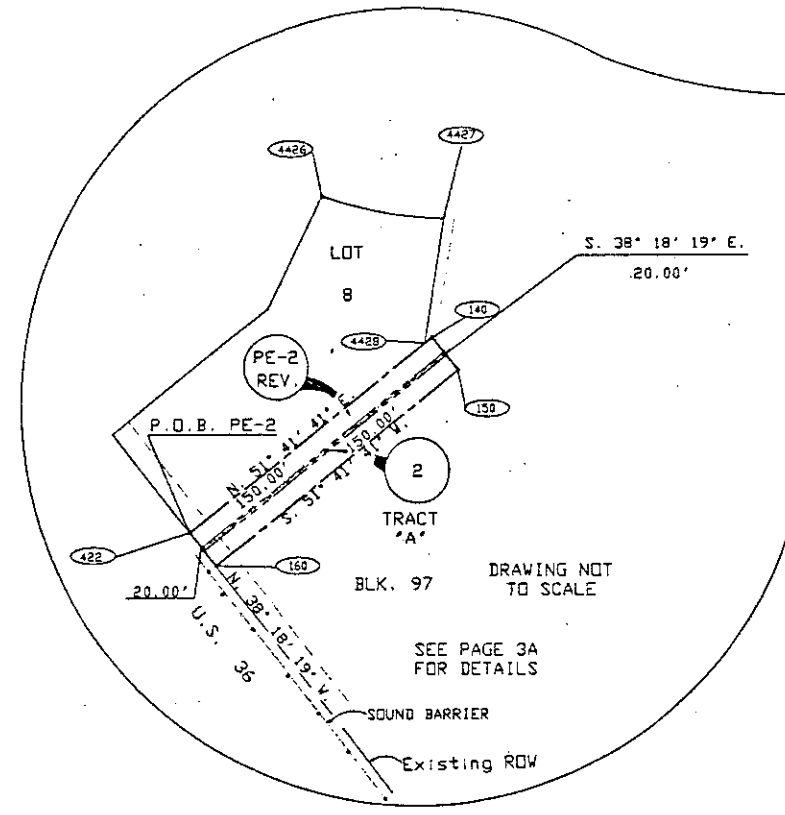 4426
4427
S. 38° 18' 19" E.
20.00'
LOT
8
140
4428
PE-2
REV.
150
P.O.B. PE-2
N. 51° 41' 41" E.
150.00'
150.00'
S. 51° 41' 41" W.
2
TRACT
"A"
422
160
20.00'
BLK. 97
DRAWING NOT
TO SCALE
N. 38° 18' 19" W.
U.S. 36
SEE PAGE 3A
FOR DETAILS
SOUND BARRIER
Existing ROW